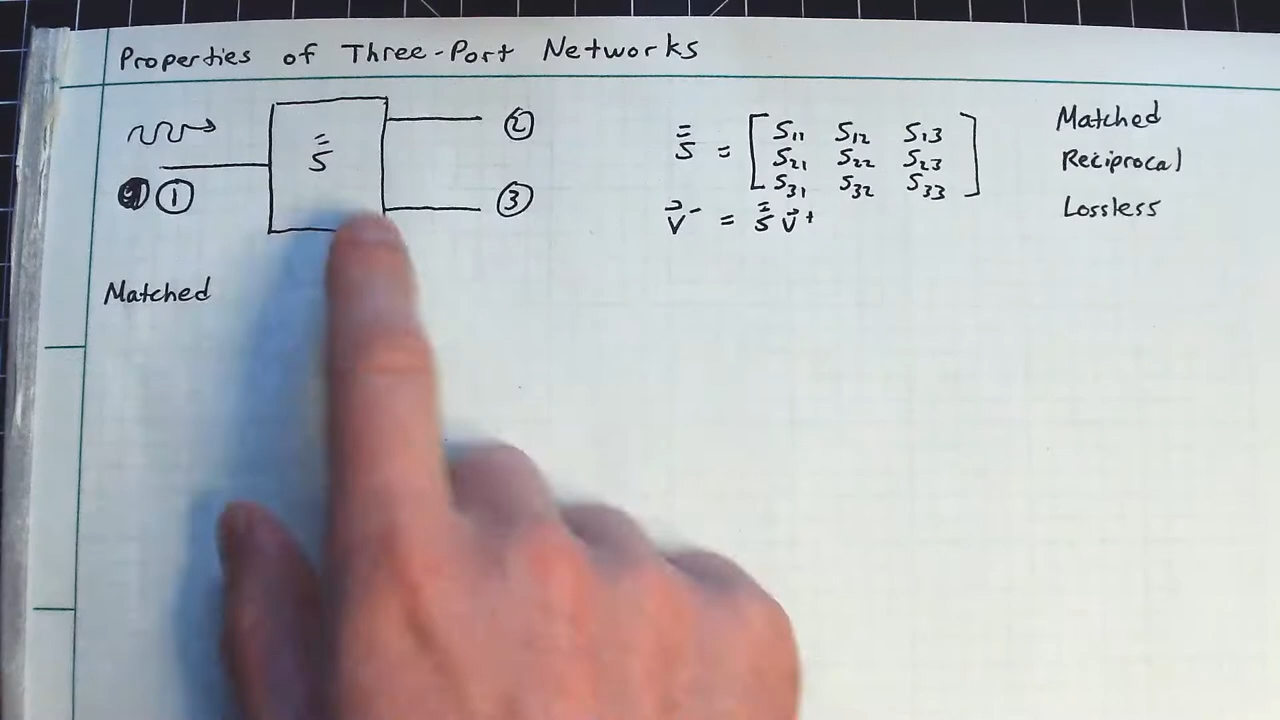 Properties of Three-Port Networks
S̿
①
②
③
S̿ = [ S11 S12 S13
S21 S22 S23
S31 S32 S33 ]
V⃗⁻ = S̿ V⃗⁺
Matched
Reciprocal
Lossless
Matched